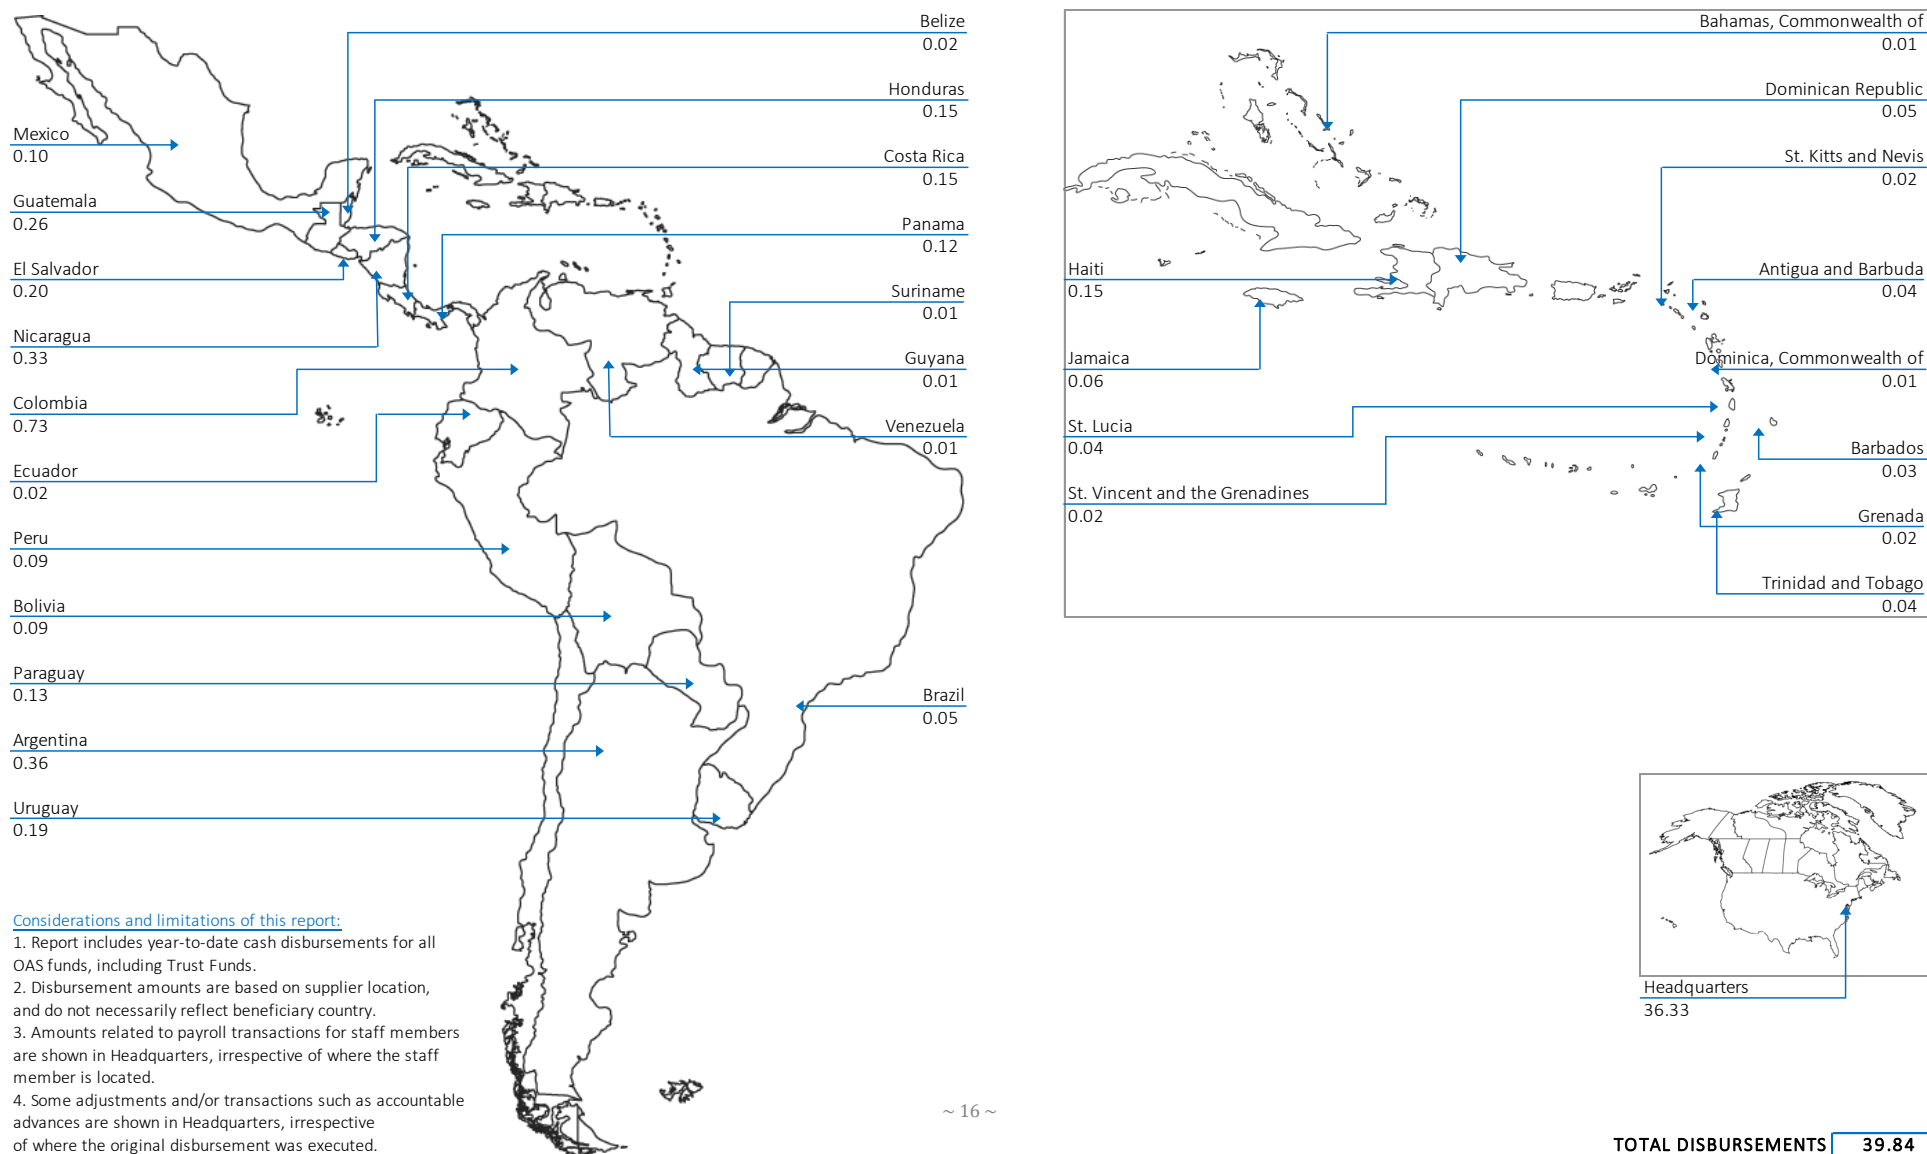 Mexico
0.10
Guatemala
0.26
El Salvador
0.20
Nicaragua
0.33
Colombia
0.73
Ecuador
0.02
Peru
0.09
Bolivia
0.09
Paraguay
0.13
Argentina
0.36
Uruguay
0.19
Belize
0.02
Honduras
0.15
Costa Rica
0.15
Panama
0.12
Suriname
0.01
Guyana
0.01
Venezuela
0.01
Brazil
0.05
Bahamas, Commonwealth of
0.01
Dominican Republic
0.05
St. Kitts and Nevis
0.02
Haiti
0.15
Antigua and Barbuda
0.04
Jamaica
0.06
Dominica, Commonwealth of
0.01
St. Lucia
0.04
Barbados
0.03
St. Vincent and the Grenadines
0.02
Grenada
0.02
Trinidad and Tobago
0.04
Headquarters
36.33
Considerations and limitations of this report:
1. Report includes year-to-date cash disbursements for all
OAS funds, including Trust Funds.
2. Disbursement amounts are based on supplier location,
and do not necessarily reflect beneficiary country.
3. Amounts related to payroll transactions for staff members
are shown in Headquarters, irrespective of where the staff
member is located.
4. Some adjustments and/or transactions such as accountable
advances are shown in Headquarters, irrespective
of where the original disbursement was executed.
~ 16 ~
TOTAL DISBURSEMENTS 39.84